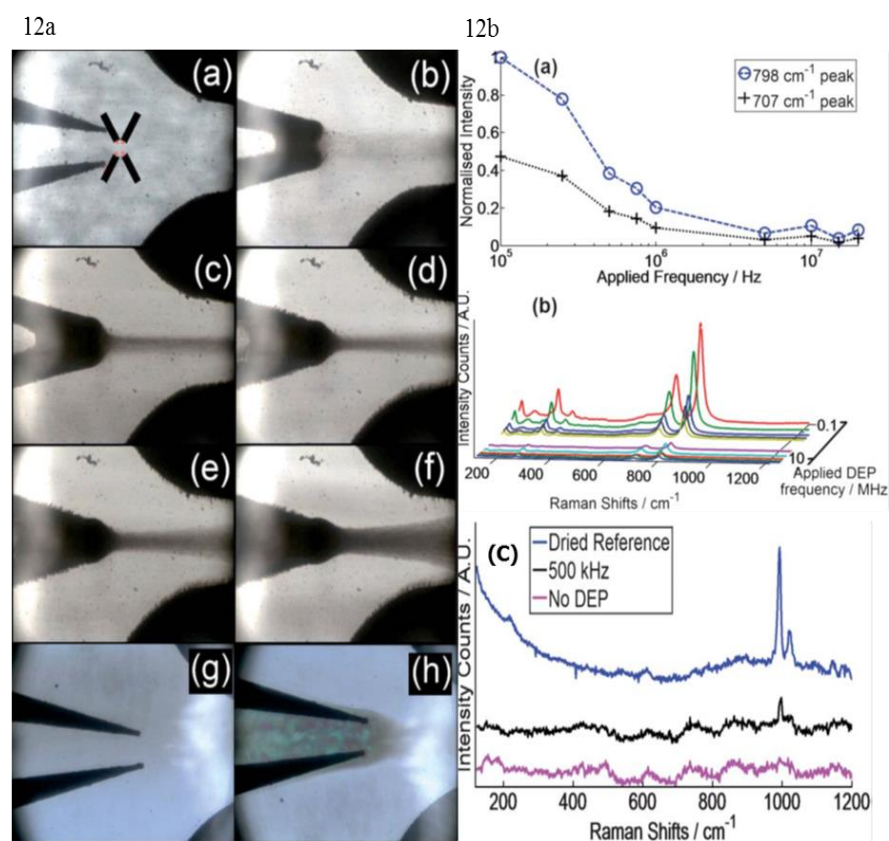 12a
12b
(a)
(b)
(c)
(d)
(e)
(f)
(g)
(h)
(a)
798 cm⁻¹ peak
707 cm⁻¹ peak
Normalised Intensity
1
0.8
0.6
0.4
0.2
0
10⁵
10⁶
10⁷
Applied Frequency / Hz
(b)
Intensity Counts / A.U.
0.1
10
Applied DEP
frequency / MHz
200
400
600
800
1000
1200
Raman Shifts / cm⁻¹
(c)
Dried Reference
500 kHz
No DEP
Intensity Counts / A.U.
200
400
600
800
1000
1200
Raman Shifts / cm⁻¹